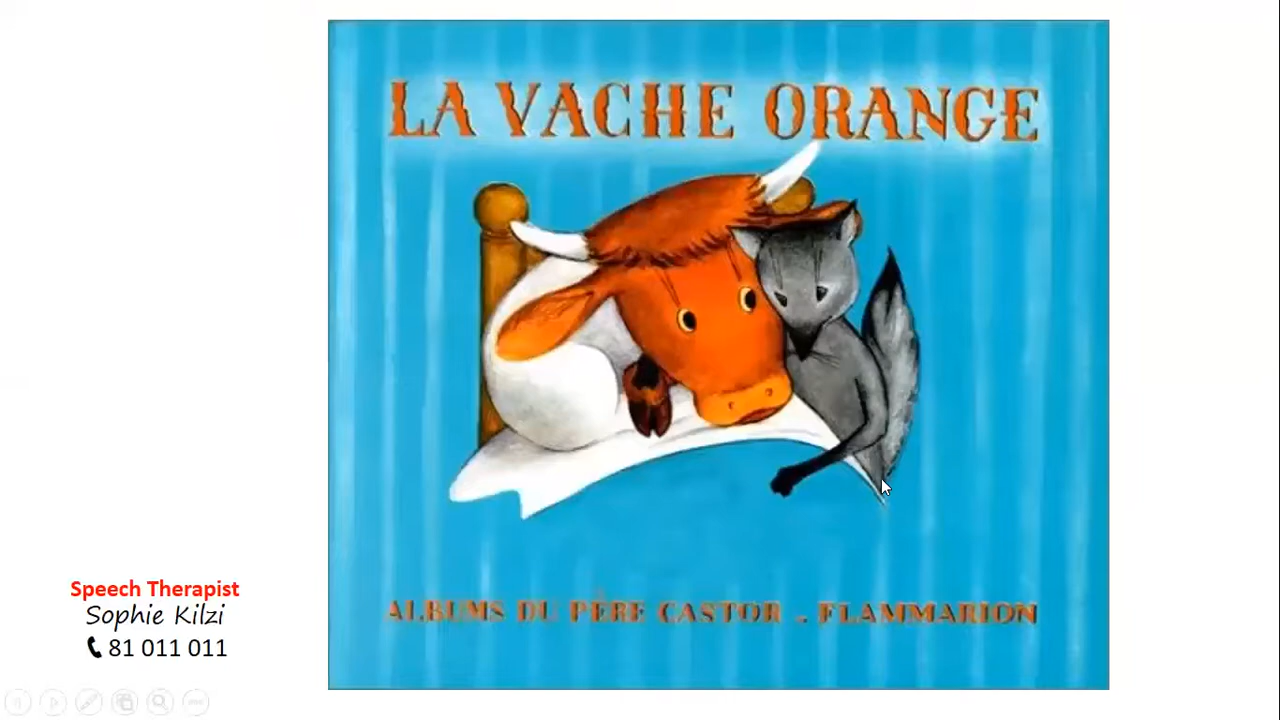 LA VACHE ORANGE
ALBUMS DU PÈRE CASTOR - FLAMMARION
Speech Therapist
Sophie Kilzi
81 011 011